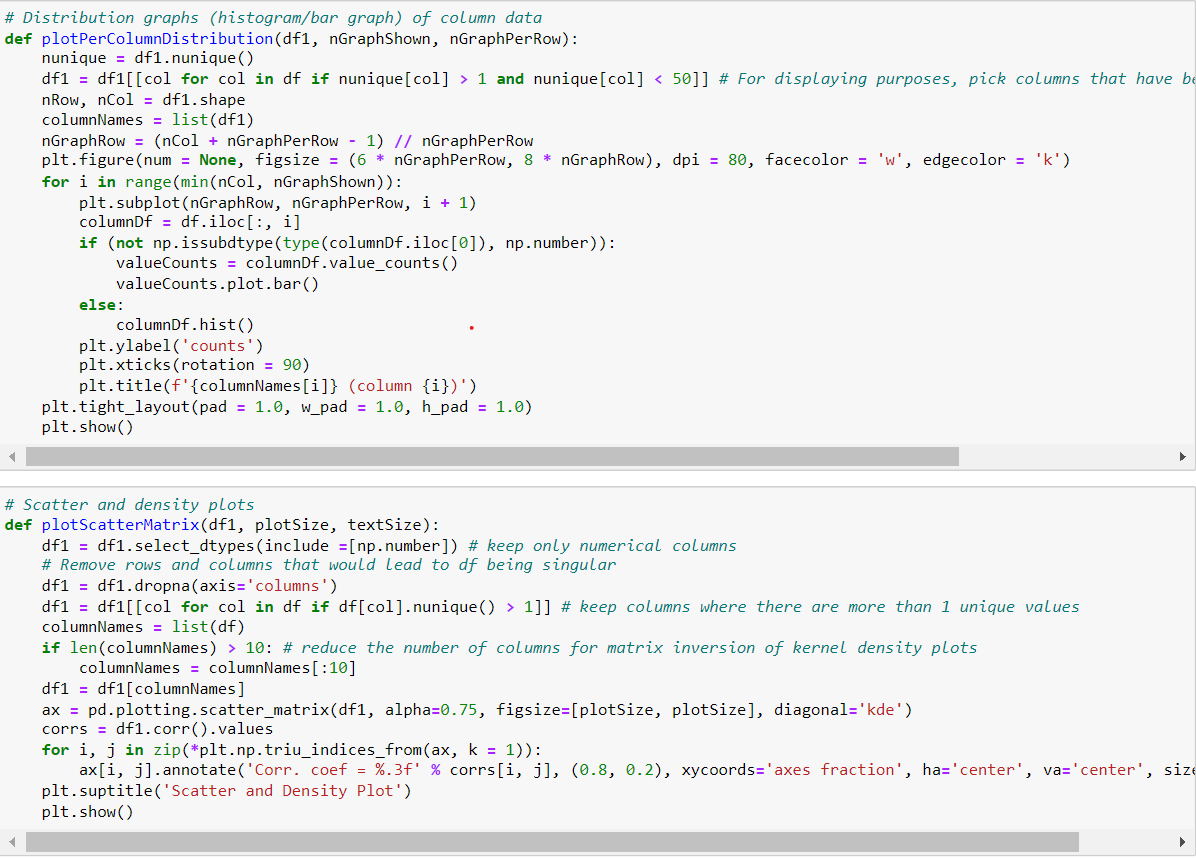 # Distribution graphs (histogram/bar graph) of column data
def plotPerColumnDistribution(df1, nGraphShown, nGraphPerRow):
    nunique = df1.nunique()
    df1 = df1[[col for col in df if nunique[col] > 1 and nunique[col] < 50]] # For displaying purposes, pick columns that have
    nRow, nCol = df1.shape
    columnNames = list(df1)
    nGraphRow = (nCol + nGraphPerRow - 1) // nGraphPerRow
    plt.figure(num = None, figsize = (6 * nGraphPerRow, 8 * nGraphRow), dpi = 80, facecolor = 'w', edgecolor = 'k')
    for i in range(min(nCol, nGraphShown)):
        plt.subplot(nGraphRow, nGraphPerRow, i + 1)
        columnDf = df.iloc[:, i]
        if (not np.issubdtype(type(columnDf.iloc[0]), np.number)):
            valueCounts = columnDf.value_counts()
            valueCounts.plot.bar()
        else:
            columnDf.hist()
        plt.ylabel('counts')
        plt.xticks(rotation = 90)
        plt.title(f'{columnNames[i]} (column {i})')
    plt.tight_layout(pad = 1.0, w_pad = 1.0, h_pad = 1.0)
    plt.show()
# Scatter and density plots
def plotScatterMatrix(df1, plotSize, textSize):
    df1 = df1.select_dtypes(include =[np.number]) # keep only numerical columns
    # Remove rows and columns that would lead to df being singular
    df1 = df1.dropna(axis='columns')
    df1 = df1[[col for col in df if df[col].nunique() > 1]] # keep columns where there are more than 1 unique values
    columnNames = list(df)
    if len(columnNames) > 10: # reduce the number of columns for matrix inversion of kernel density plots
        columnNames = columnNames[:10]
    df1 = df1[columnNames]
    ax = pd.plotting.scatter_matrix(df1, alpha=0.75, figsize=[plotSize, plotSize], diagonal='kde')
    corrs = df1.corr().values
    for i, j in zip(*plt.np.triu_indices_from(ax, k = 1)):
        ax[i, j].annotate('Corr. coef = %.3f' % corrs[i, j], (0.8, 0.2), xycoords='axes fraction', ha='center', va='center',
    plt.suptitle('Scatter and Density Plot')
    plt.show()